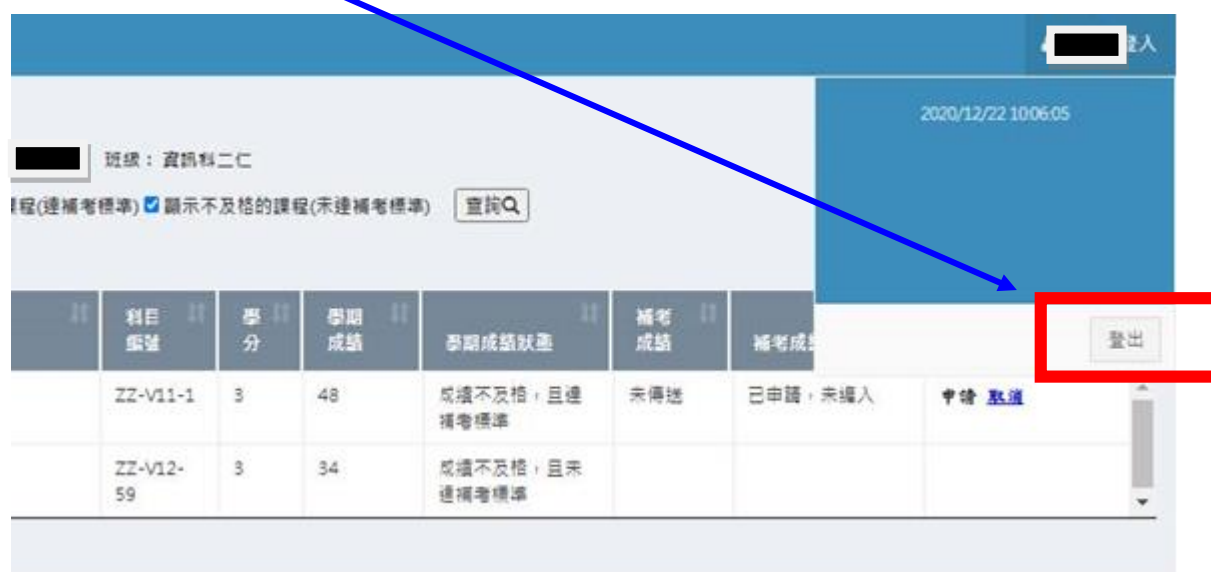 登入
2020/12/22 10:06:05
班級：資訊科二仁
課程(達補考標準) 顯示不及格的課程(未達補考標準) 查詢
科目編號 學分 學期成績 學期成績狀態 補考成績 補考成績
登出
ZZ-V11-1 3 48 成績不及格，且達補考標準 未傳送 已申請，未編入 申請 取消
ZZ-V12-59 3 34 成績不及格，且未達補考標準